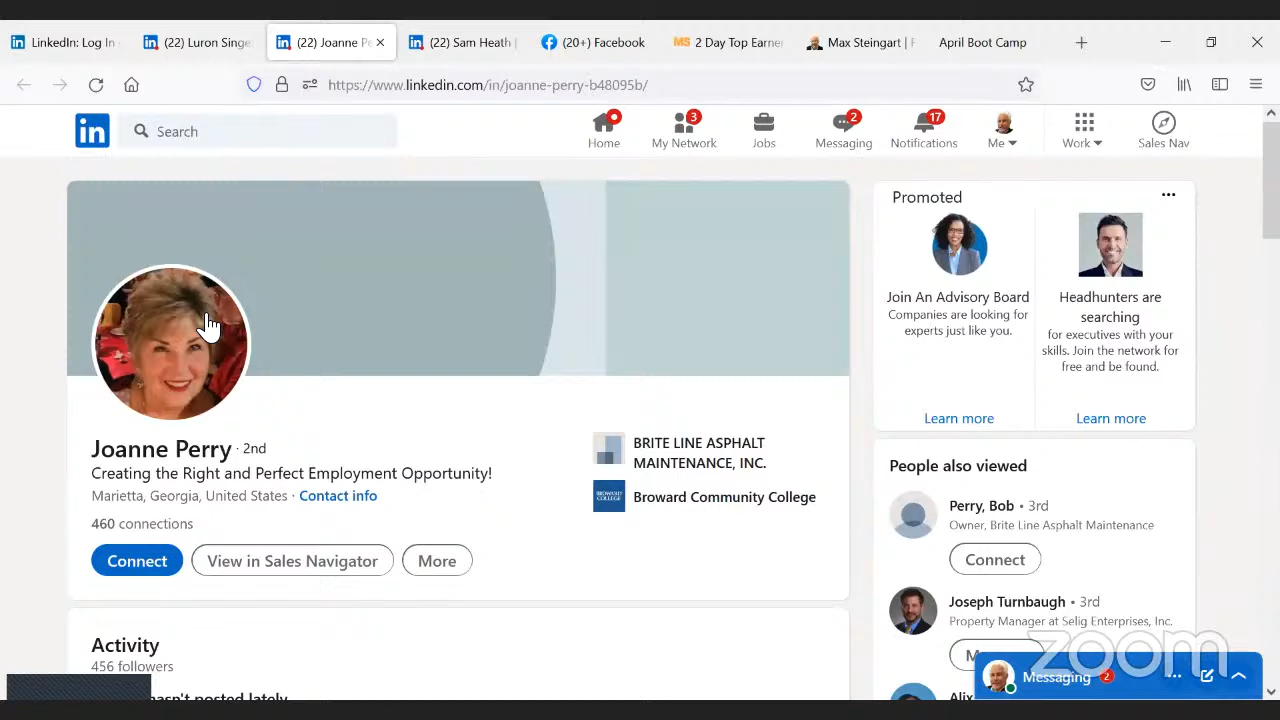 LinkedIn: Log In
(22) Luron Singe
(22) Joanne Pe
(22) Sam Heath |
(20+) Facebook
MS 2 Day Top Earne
Max Steingart | F
April Boot Camp
https://www.linkedin.com/in/joanne-perry-b48095b/
in
Search
Home
3
My Network
Jobs
2
Messaging
17
Notifications
Me
Work
Sales Nav
Joanne Perry · 2nd
Creating the Right and Perfect Employment Opportunity!
Marietta, Georgia, United States · Contact info
460 connections
Connect
View in Sales Navigator
More
BRITE LINE ASPHALT
MAINTENANCE, INC.
BROWARD
COLLEGE
Broward Community College
Activity
456 followers
hasn't posted lately
Promoted
Join An Advisory Board
Companies are looking for
experts just like you.
Learn more
Headhunters are
searching
for executives with your
skills. Join the network for
free and be found.
Learn more
People also viewed
Perry, Bob • 3rd
Owner, Brite Line Asphalt Maintenance
Connect
Joseph Turnbaugh • 3rd
Property Manager at Selig Enterprises, Inc.
zoom
Messaging 2